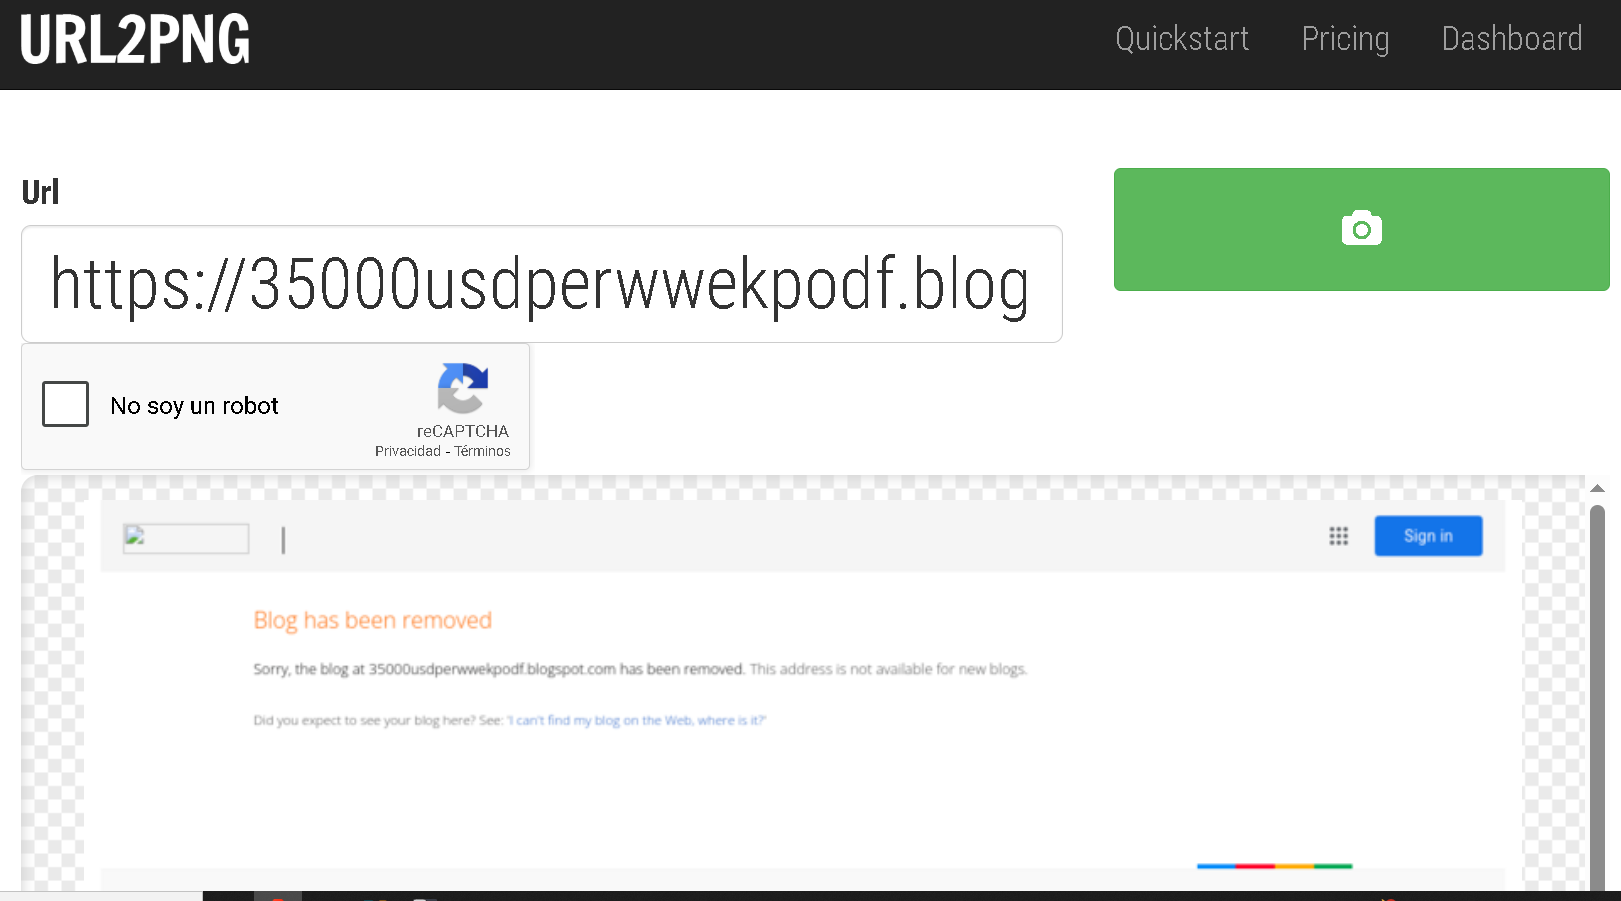 URL2PNG
Quickstart Pricing Dashboard
Url
https://35000usdperwwekpodf.blog
No soy un robot
reCAPTCHA
Privacidad - Términos
Sign in
Blog has been removed
Sorry, the blog at 35000usdperwwekpodf.blogspot.com has been removed. This address is not available for new blogs.
Did you expect to see your blog here? See: 'I can't find my blog on the Web, where is it?'